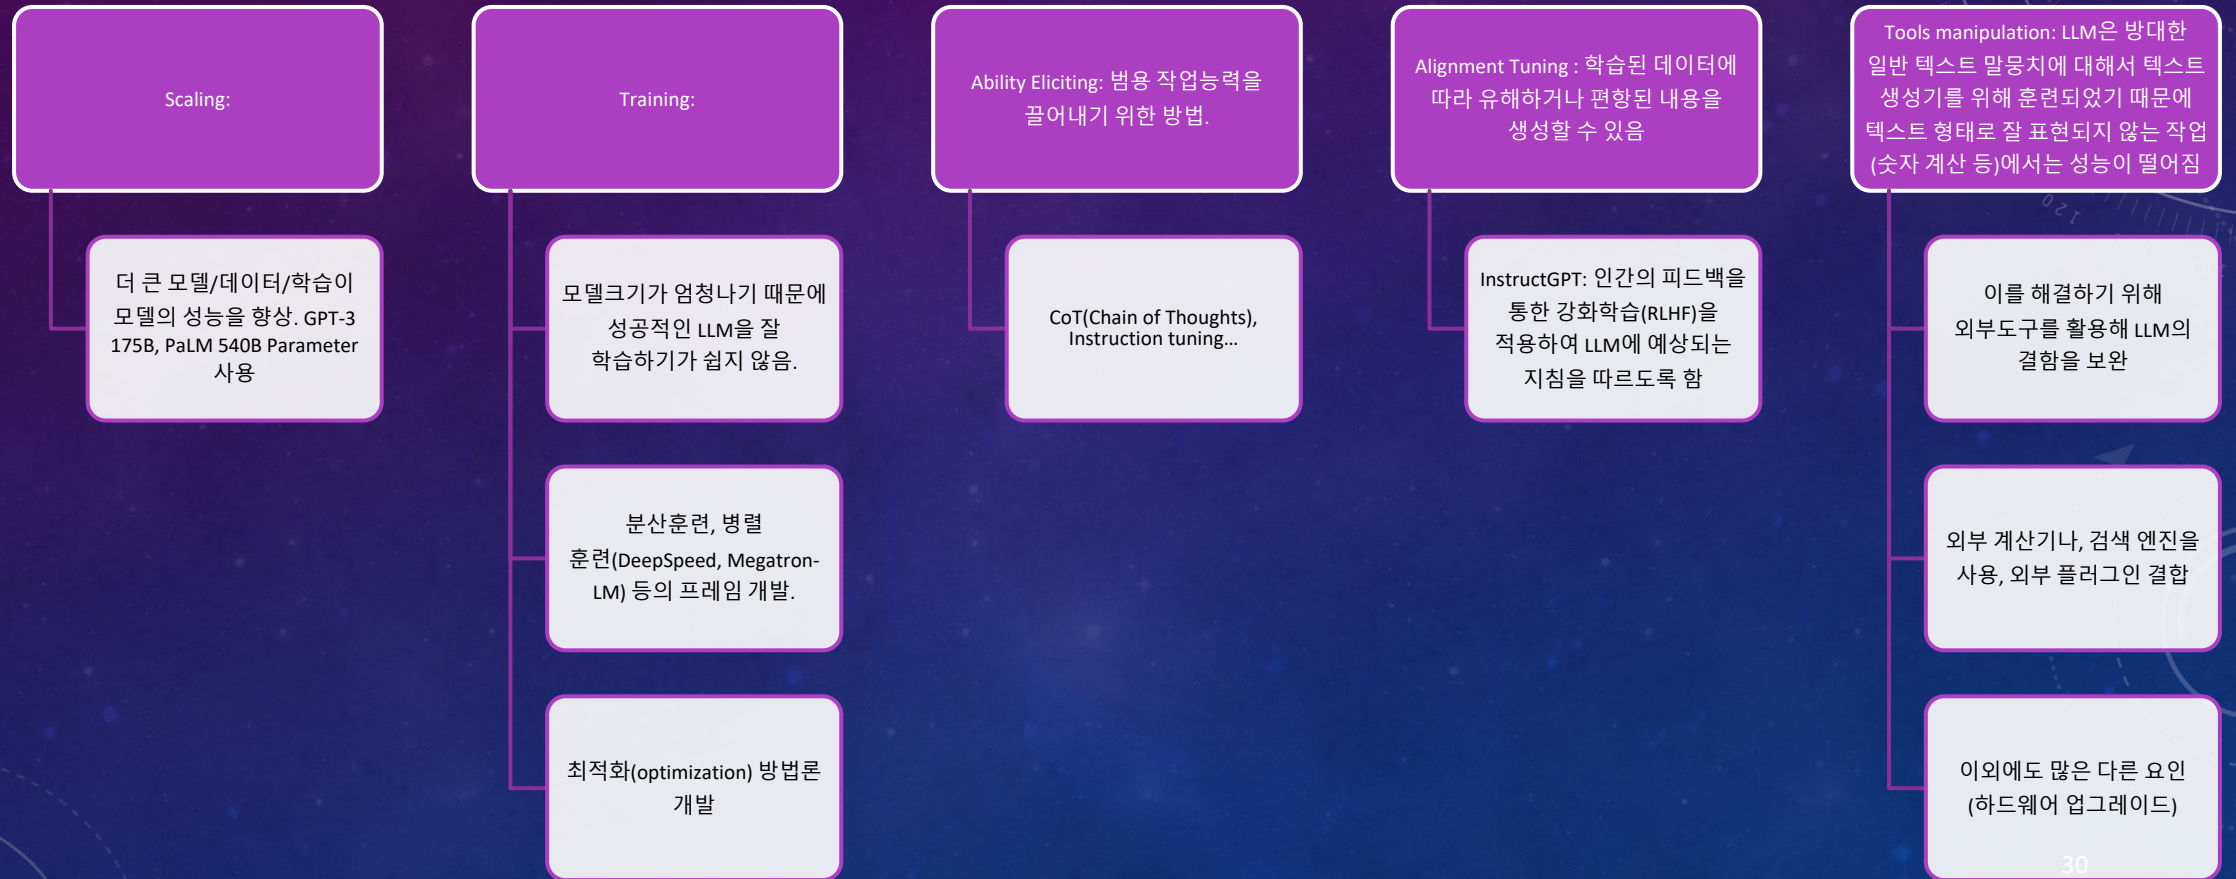 Scaling:
더 큰 모델/데이터/학습이
모델의 성능을 향상. GPT-3
175B, PaLM 540B Parameter
사용
Training:
모델크기가 엄청나기 때문에
성공적인 LLM을 잘
학습하기가 쉽지 않음.
분산훈련, 병렬
훈련(DeepSpeed, Megatron-
LM) 등의 프레임 개발.
최적화(optimization) 방법론
개발
Ability Eliciting: 범용 작업능력을
끌어내기 위한 방법.
CoT(Chain of Thoughts),
Instruction tuning...
Alignment Tuning : 학습된 데이터에
따라 유해하거나 편항된 내용을
생성할 수 있음
InstructGPT: 인간의 피드백을
통한 강화학습(RLHF)을
적용하여 LLM에 예상되는
지침을 따르도록 함
Tools manipulation: LLM은 방대한
일반 텍스트 말뭉치에 대해서 텍스트
생성기를 위해 훈련되었기 때문에
텍스트 형태로 잘 표현되지 않는 작업
(숫자 계산 등)에서는 성능이 떨어짐
이를 해결하기 위해
외부도구를 활용해 LLM의
결함을 보완
외부 계산기나, 검색 엔진을
사용, 외부 플러그인 결합
이외에도 많은 다른 요인
(하드웨어 업그레이드)
120
30